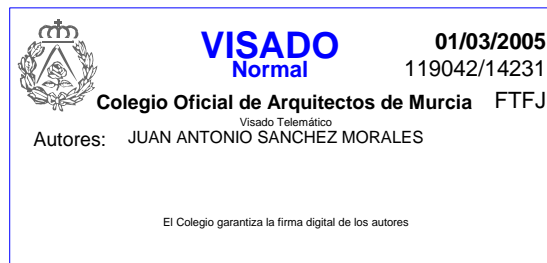 VISADO
Normal
01/03/2005
119042/14231
Colegio Oficial de Arquitectos de Murcia FTFJ
Visado Telemático
Autores: JUAN ANTONIO SANCHEZ MORALES
El Colegio garantiza la firma digital de los autores